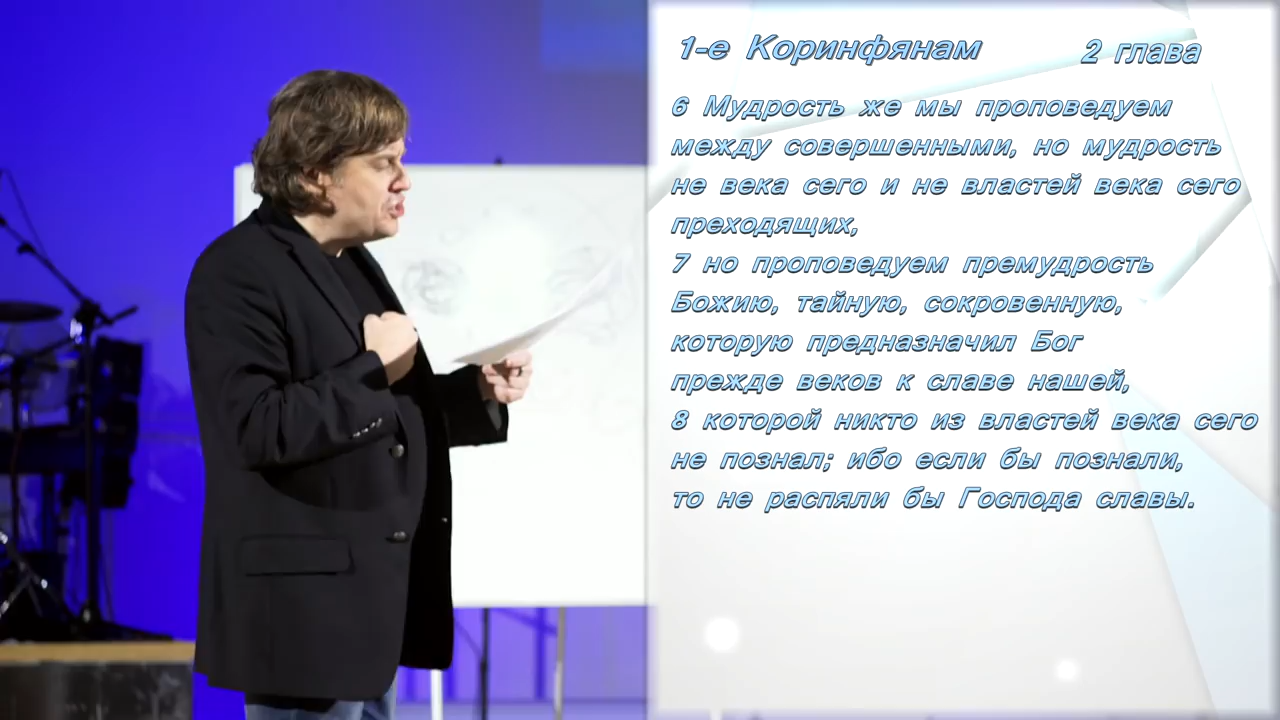 1-е Коринфянам 2 глава
6 Мудрость же мы проповедуем
между совершенными, но мудрость
не века сего и не властей века сего
преходящих,
7 но проповедуем премудрость
Божию, тайную, сокровенную,
которую предназначил Бог
прежде веков к славе нашей,
8 которой никто из властей века сего
не познал; ибо если бы познали,
то не распяли бы Господа славы.